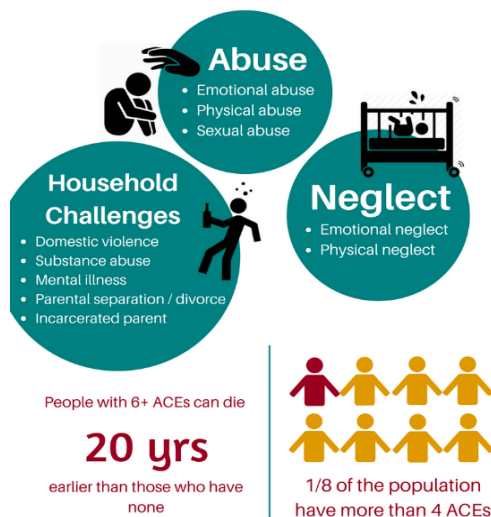 Abuse
• Emotional abuse
• Physical abuse
• Sexual abuse
Household
Challenges
• Domestic violence
• Substance abuse
• Mental illness
• Parental separation / divorce
• Incarcerated parent
Neglect
• Emotional neglect
• Physical neglect
People with 6+ ACEs can die
20 yrs
earlier than those who have
none
1/8 of the population
have more than 4 ACEs